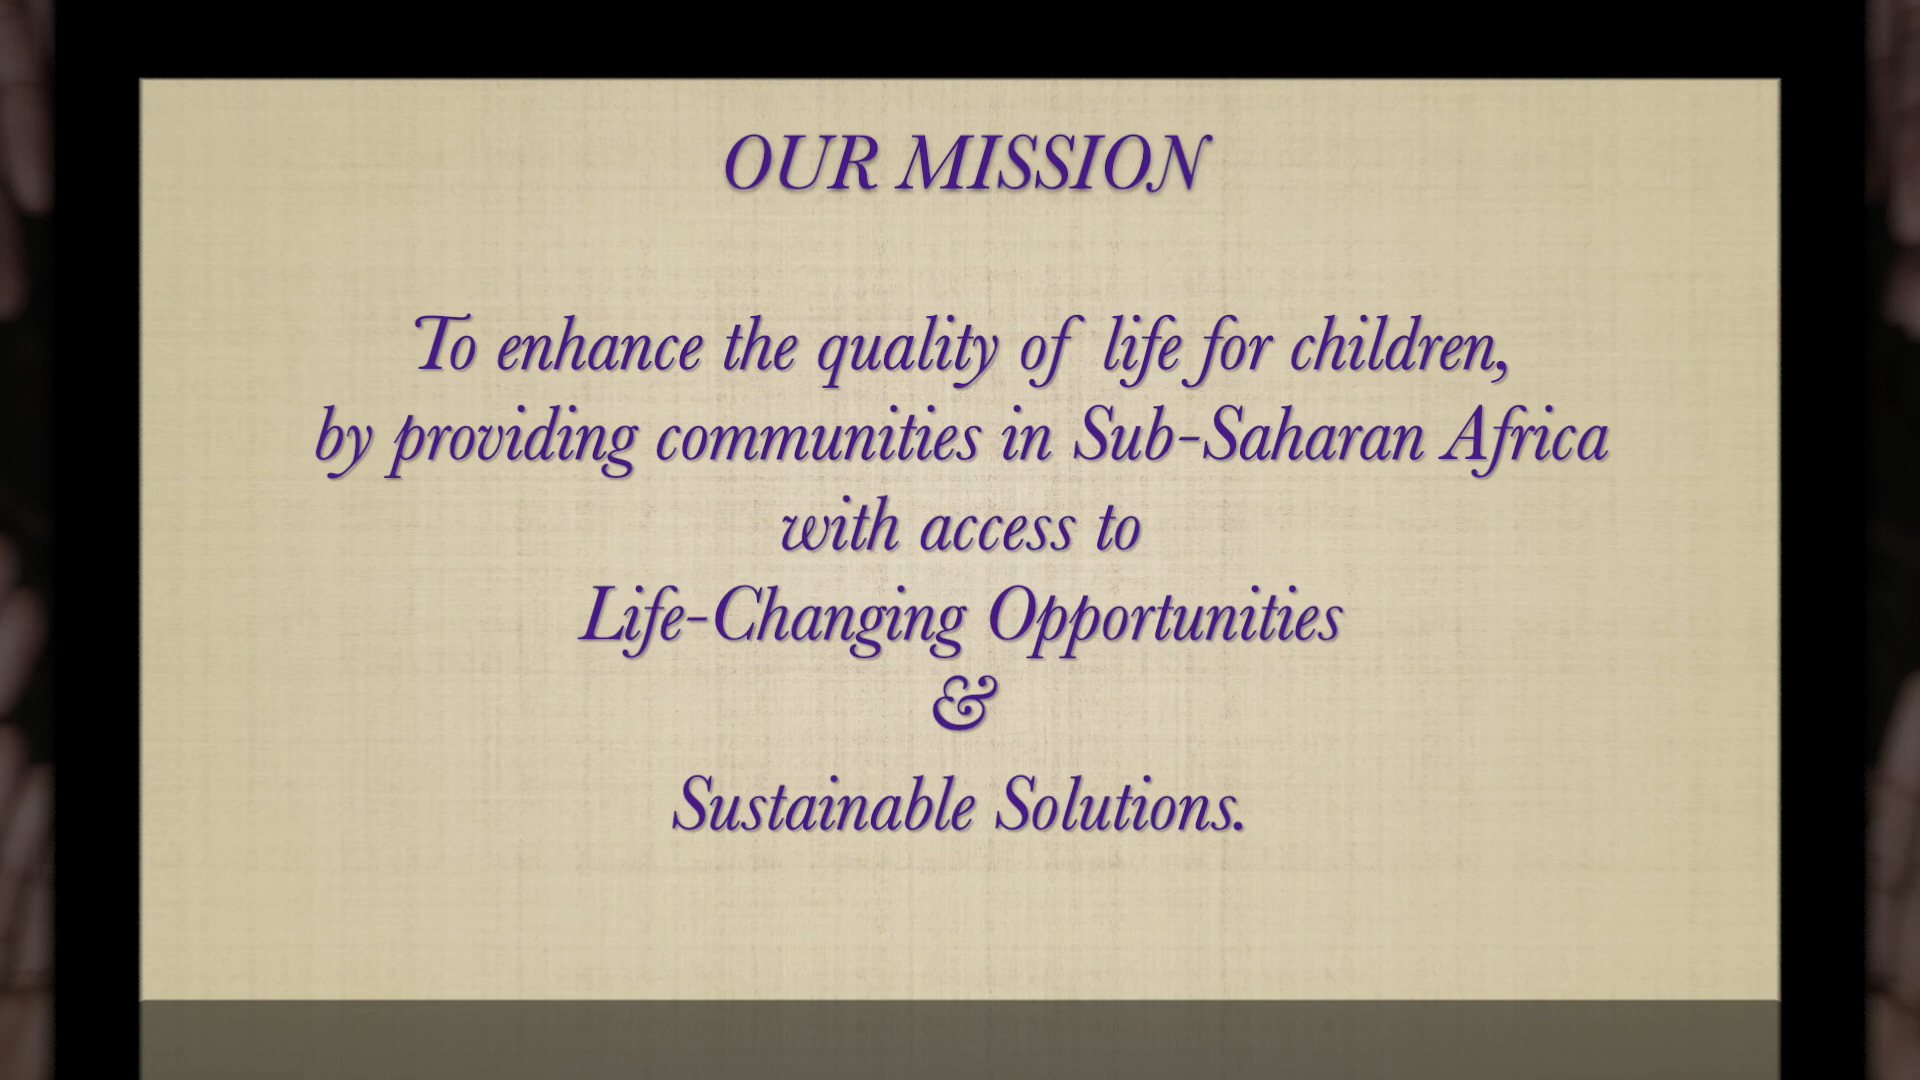 OUR MISSION
To enhance the quality of life for children,
by providing communities in Sub-Saharan Africa
with access to
Life-Changing Opportunities
&
Sustainable Solutions.